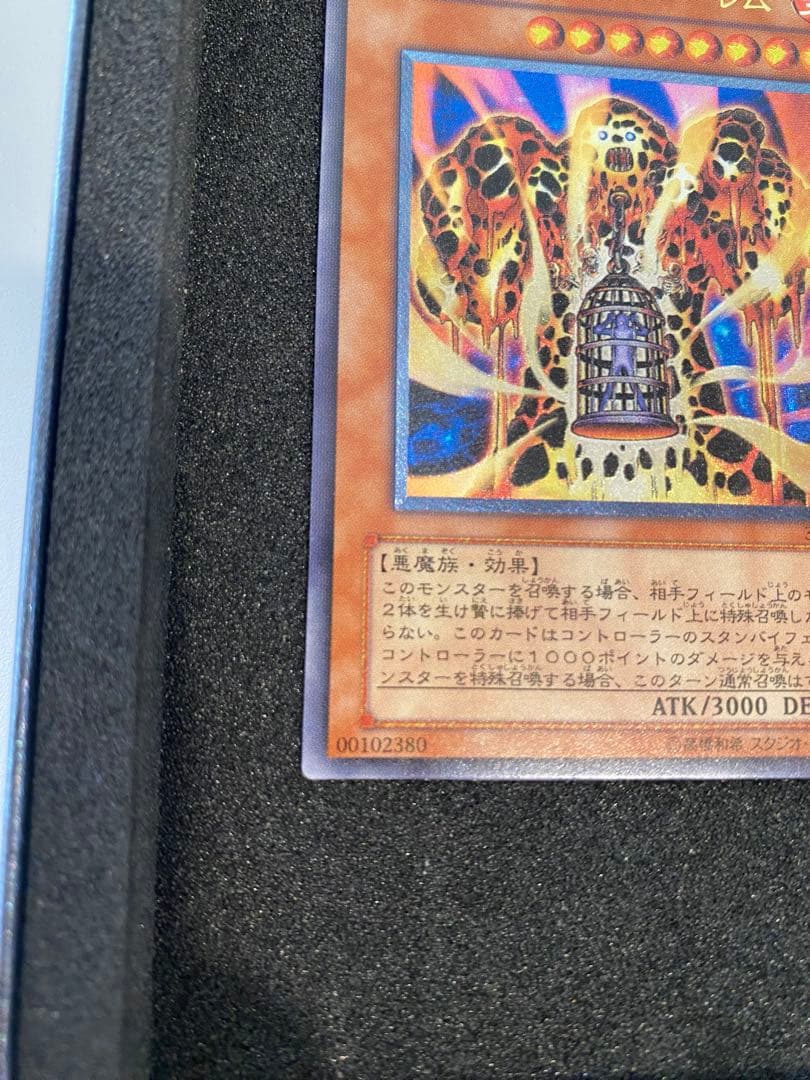 レム
【悪魔族・効果】
このモンスターを召喚する場合、相手フィールド上のモ
2体を生け贄に捧げて相手フィールド上に特殊召喚し
らない。このカードはコントローラーのスタンバイフェ
コントローラーに1000ポイントのダメージを与え
ンスターを特殊召喚する場合、このターン通常召喚は
ATK/3000 DE
00102380 ©高橋和希 スタジオ・